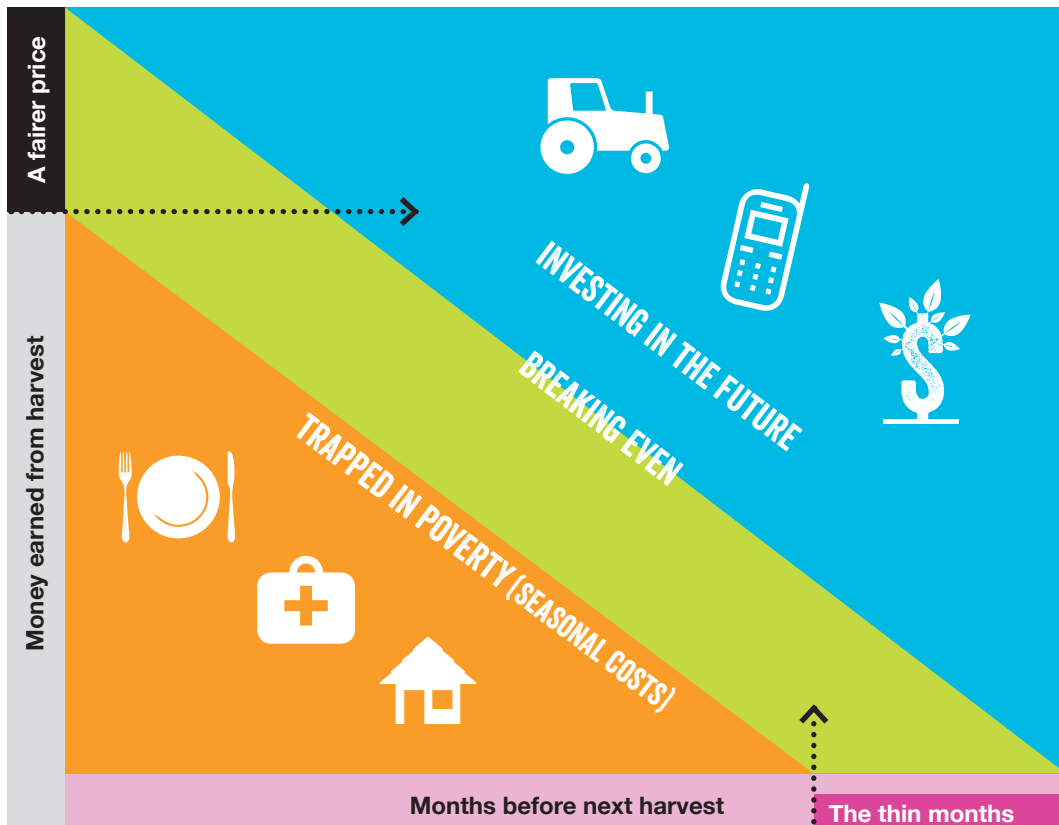 A fairer price
Money earned from harvest
INVESTING IN THE FUTURE
BREAKING EVEN
TRAPPED IN POVERTY (SEASONAL COSTS)
Months before next harvest
The thin months